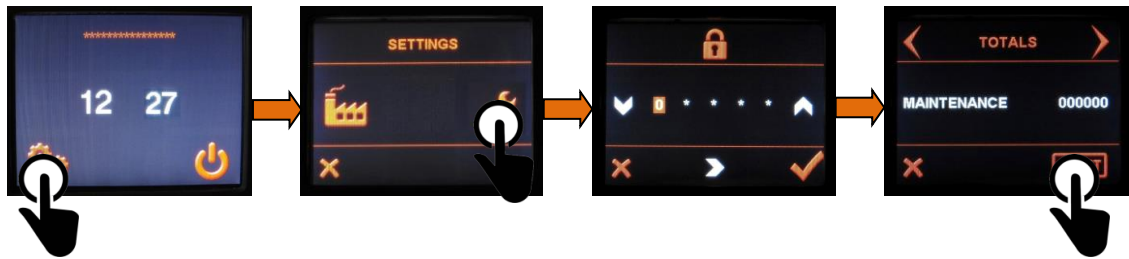 ****************
12 27
SETTINGS
0 * * * * *
TOTALS
MAINTENANCE 000000